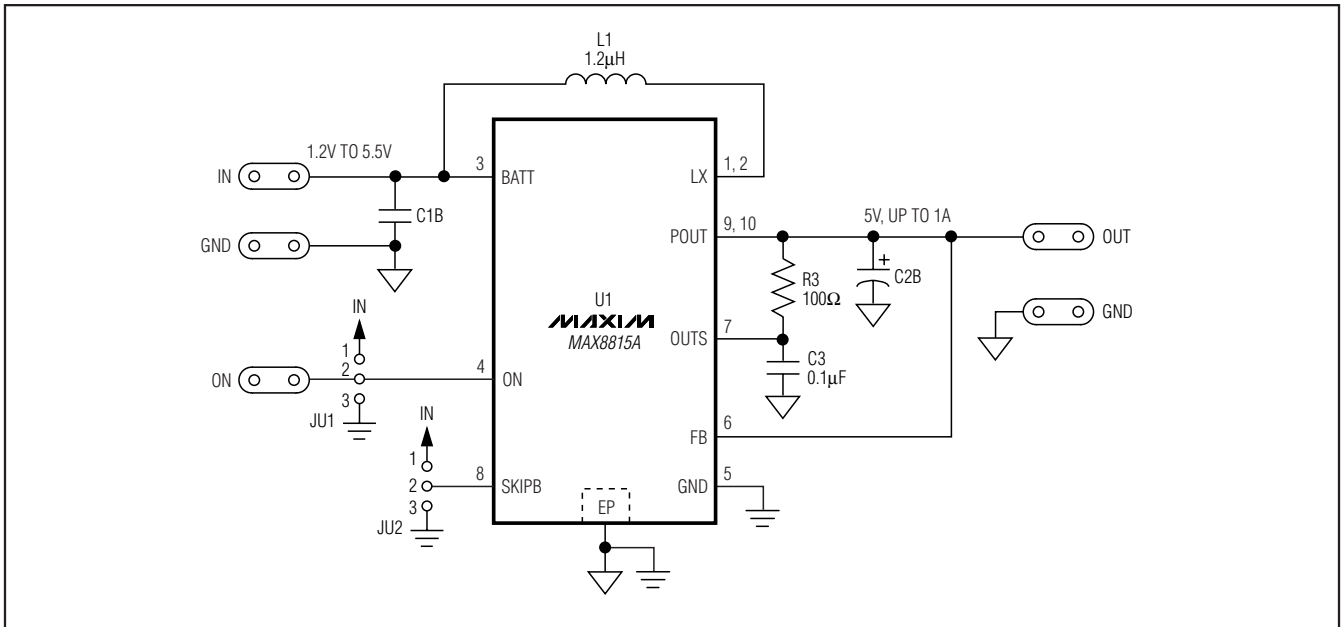 L1
1.2μH
1.2V TO 5.5V
IN
3
BATT
1, 2
LX
C1B
GND
9, 10
POUT
5V, UP TO 1A
OUT
R3
100Ω
C2B
+
GND
U1
MAXIM
MAX8815A
7
OUTS
C3
0.1μF
IN
1
2
3
JU1
ON
4
ON
6
FB
IN
1
2
3
JU2
8
SKIPB
5
GND
EP